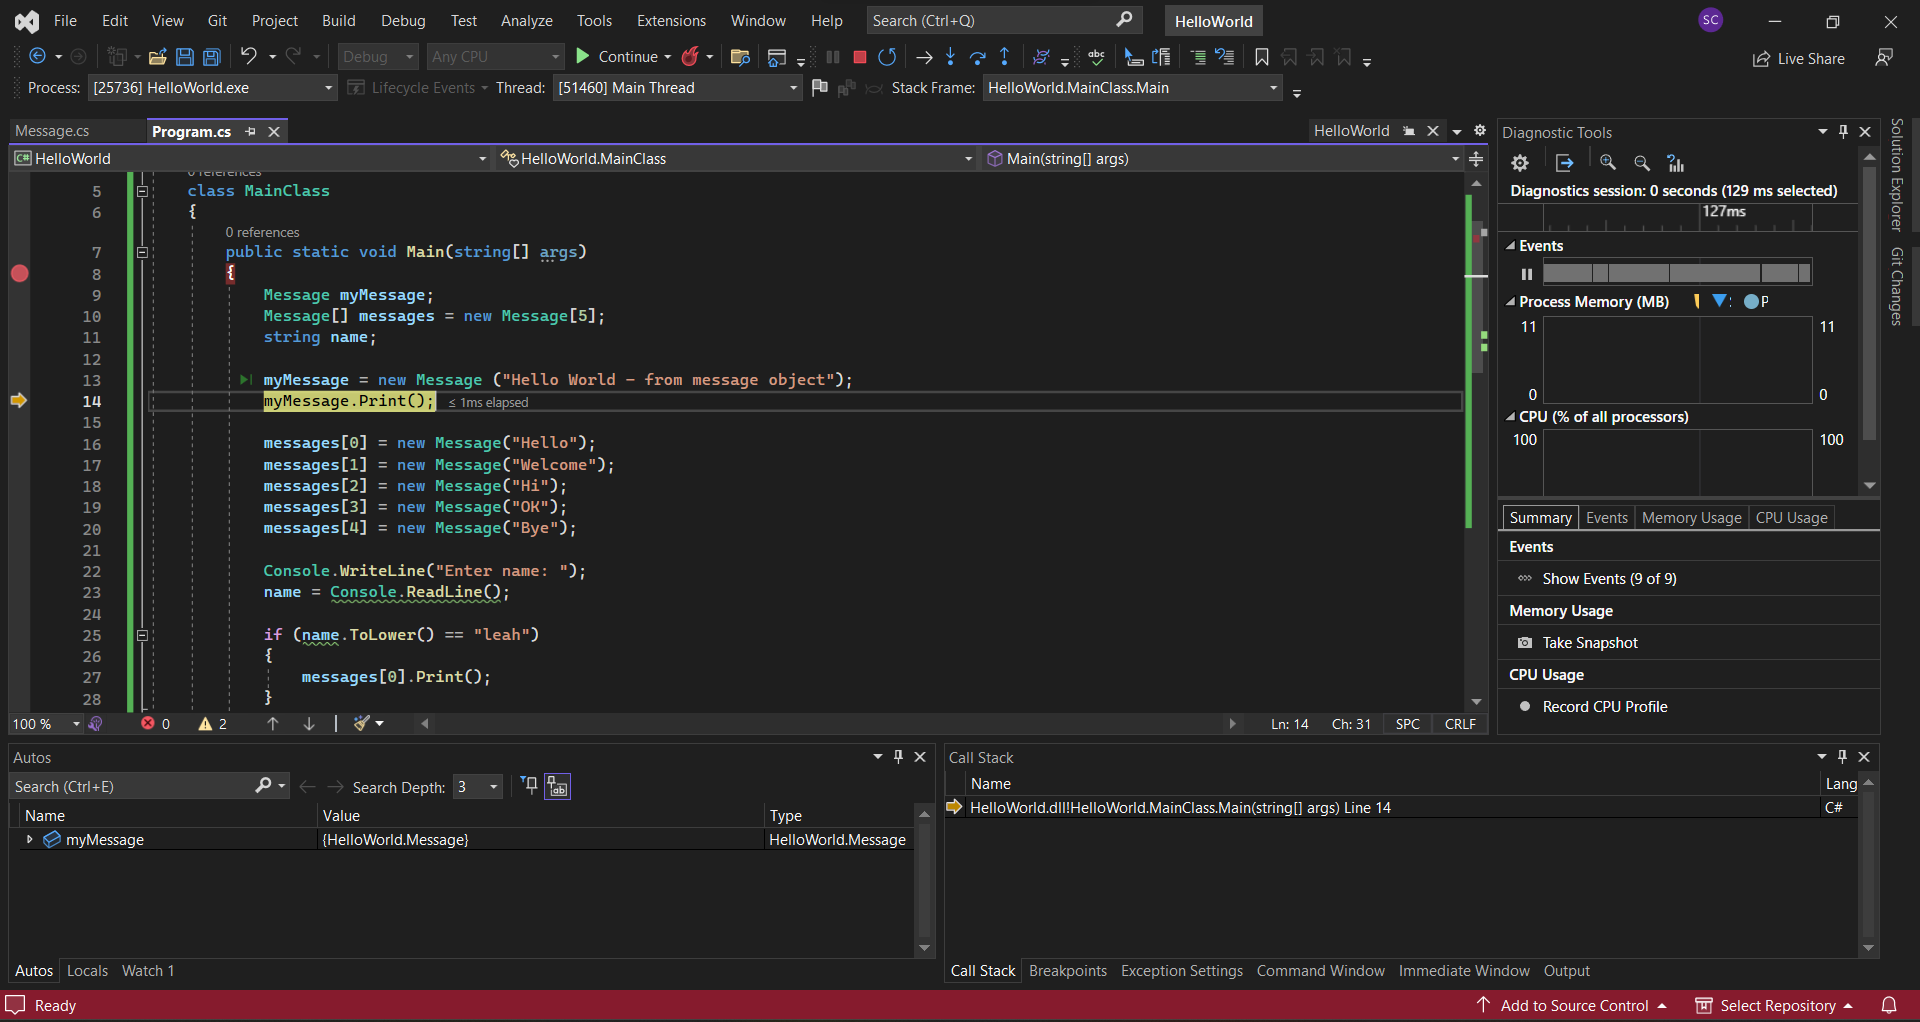 File Edit View Git Project Build Debug Test Analyze Tools Extensions Window Help Search (Ctrl+Q) HelloWorld SC
Debug Any CPU Continue Live Share
Process: [25736] HelloWorld.exe Lifecycle Events Thread: [51460] Main Thread Stack Frame: HelloWorld.MainClass.Main
Message.cs Program.cs HelloWorld
HelloWorld HelloWorld.MainClass Main(string[] args)
0 references
5 class MainClass
6 {
0 references
7 public static void Main(string[] args)
8 {
9 Message myMessage;
10 Message[] messages = new Message[5];
11 string name;
12
13 myMessage = new Message ("Hello World - from message object");
14 myMessage.Print(); ≤ 1ms elapsed
15
16 messages[0] = new Message("Hello");
17 messages[1] = new Message("Welcome");
18 messages[2] = new Message("Hi");
19 messages[3] = new Message("OK");
20 messages[4] = new Message("Bye");
21
22 Console.WriteLine("Enter name: ");
23 name = Console.ReadLine();
24
25 if (name.ToLower() == "leah")
26 {
27 messages[0].Print();
28 }
100 % 0 2 Ln: 14 Ch: 31 SPC CRLF
Diagnostic Tools
Diagnostics session: 0 seconds (129 ms selected)
127ms
Events
Process Memory (MB) P
11 11
0 0
CPU (% of all processors)
100 100
Summary Events Memory Usage CPU Usage
Events
Show Events (9 of 9)
Memory Usage
Take Snapshot
CPU Usage
Record CPU Profile
Solution Explorer
Git Changes
Autos
Search (Ctrl+E) Search Depth: 3
Name Value Type
myMessage {HelloWorld.Message} HelloWorld.Message
Autos Locals Watch 1
Call Stack
Name Lang
HelloWorld.dll!HelloWorld.MainClass.Main(string[] args) Line 14 C#
Call Stack Breakpoints Exception Settings Command Window Immediate Window Output
Ready Add to Source Control Select Repository